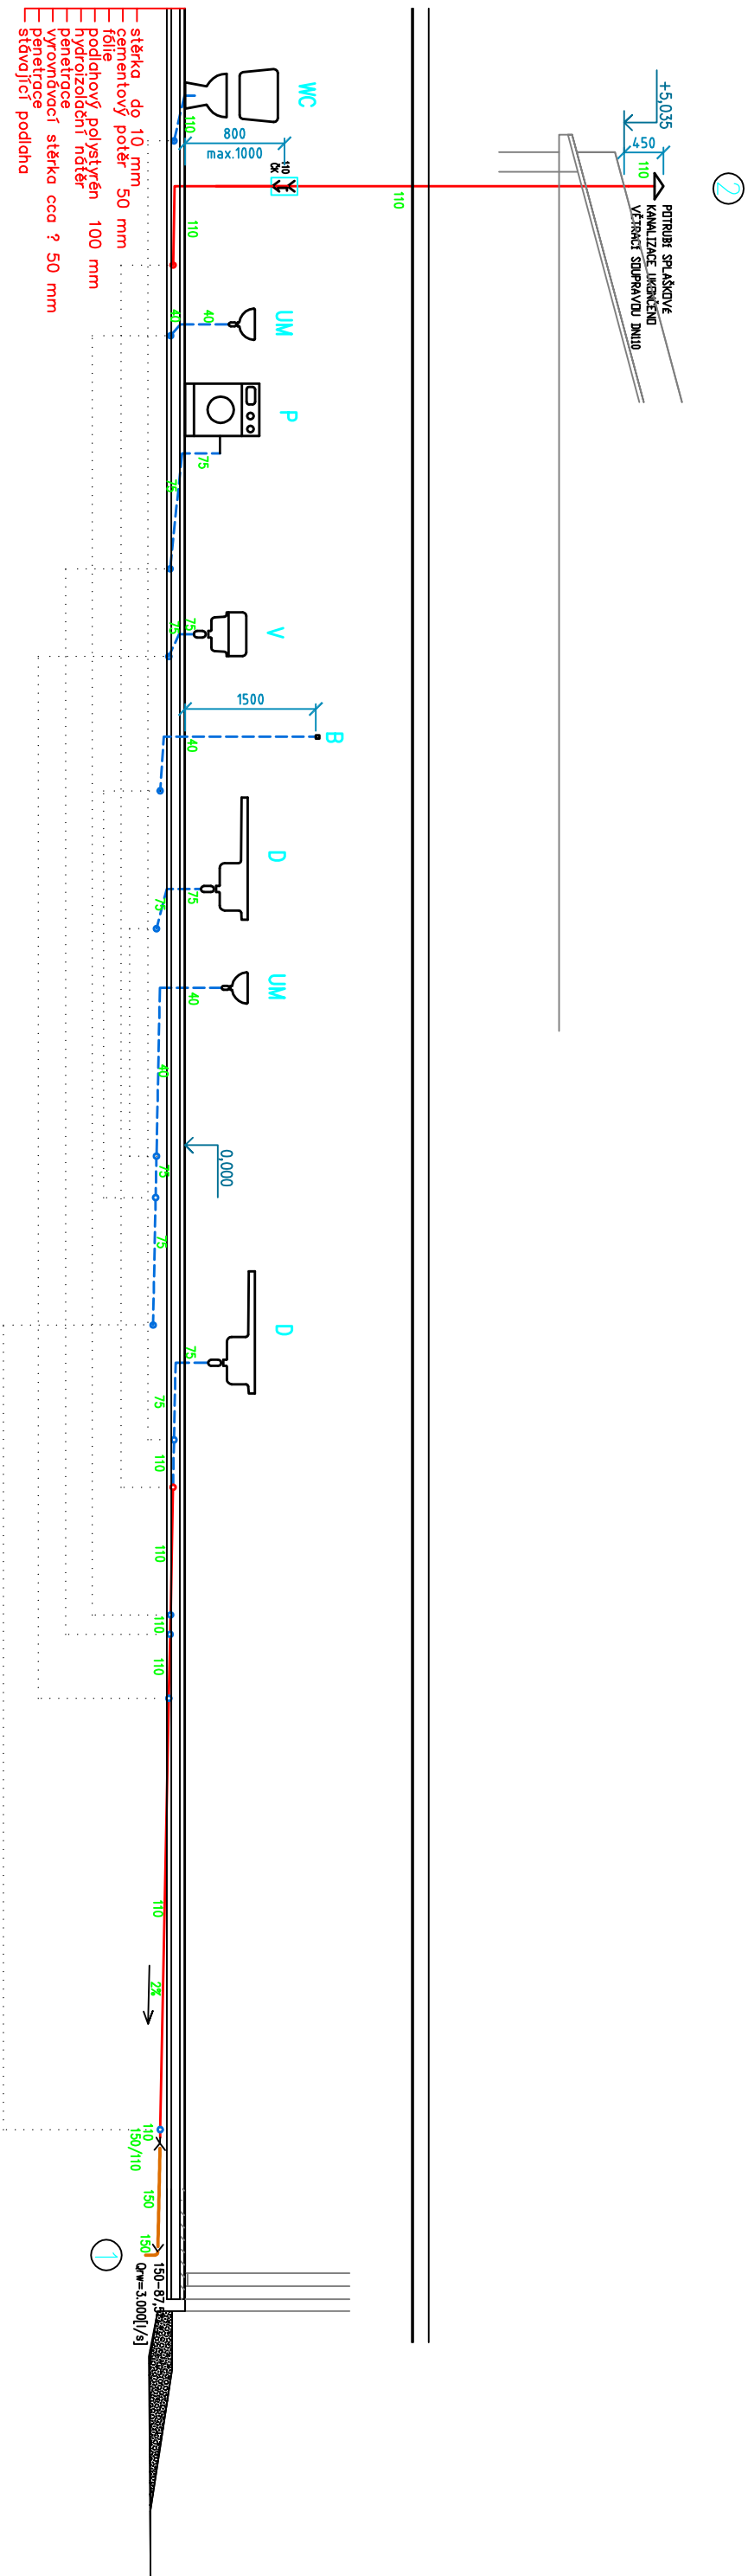 2
+5,035
450
110
POTRUBÍ SPLAŠKOVÉ
KANALIZACE UKONČENO
VĚTRACÍ SOUPRAVOU DN110
110
WC
800
max.1000
110
ČK
110
110
UM
40
40
P
75
75
V
75
75
1500
B
40
D
75
75
UM
40
40
0,000
75
75
D
75
75
110
110
110
110
110
2%
110
150/110
150
150
1
150-87,5
Qrw=3.000[l/s]
stěrka do 10 mm
cementový potěr 50 mm
fólie
podlahový polystyrén 100 mm
hydroizolační nátěr
penetrace
vyrovnávací stěrka cca ? 50 mm
penetrace
stávající podlaha